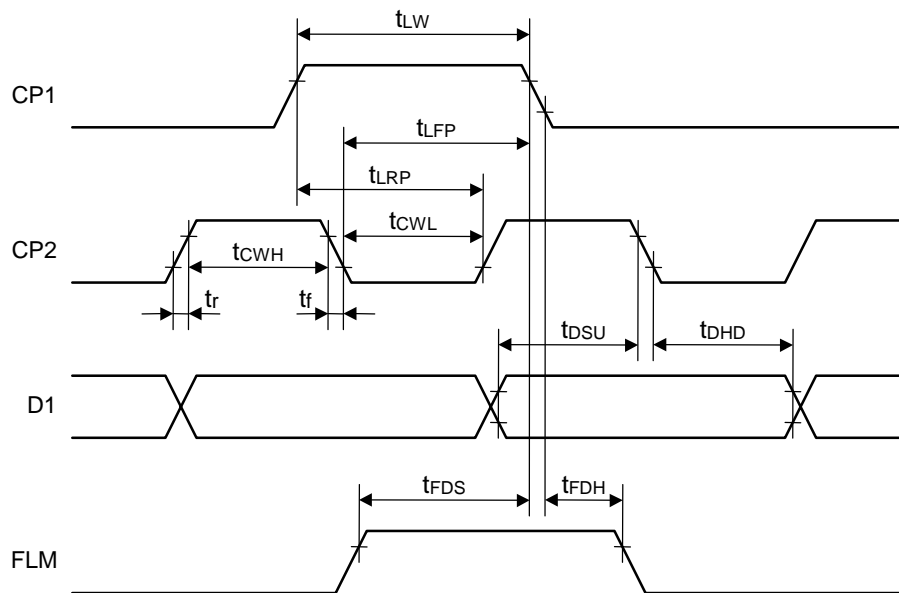 tLW
CP1
tLFP
tLRP
CP2
tCWH
tCWL
tr
tf
tDSU
tDHD
D1
tFDS
tFDH
FLM